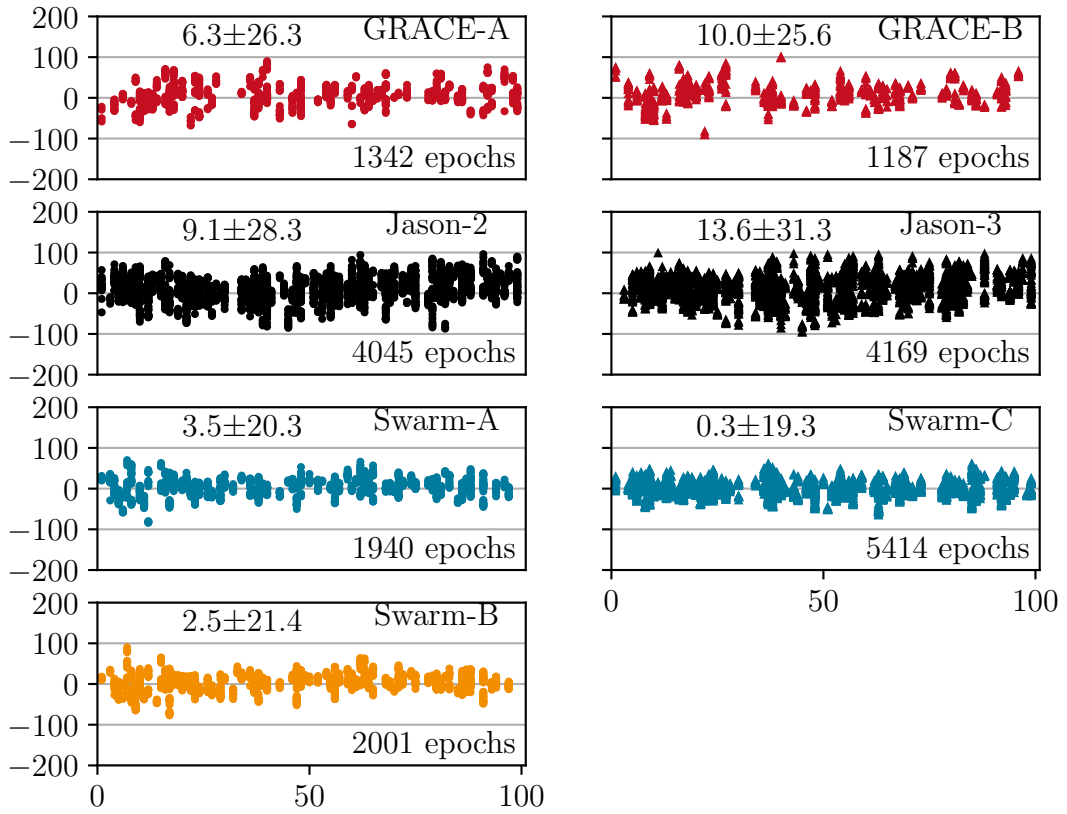 200
100
0
−100
−200
6.3±26.3 GRACE-A
1342 epochs
10.0±25.6 GRACE-B
1187 epochs
200
100
0
−100
−200
9.1±28.3 Jason-2
4045 epochs
13.6±31.3 Jason-3
4169 epochs
200
100
0
−100
−200
3.5±20.3 Swarm-A
1940 epochs
0.3±19.3 Swarm-C
5414 epochs
0 50 100
200
100
0
−100
−200
2.5±21.4 Swarm-B
2001 epochs
0 50 100